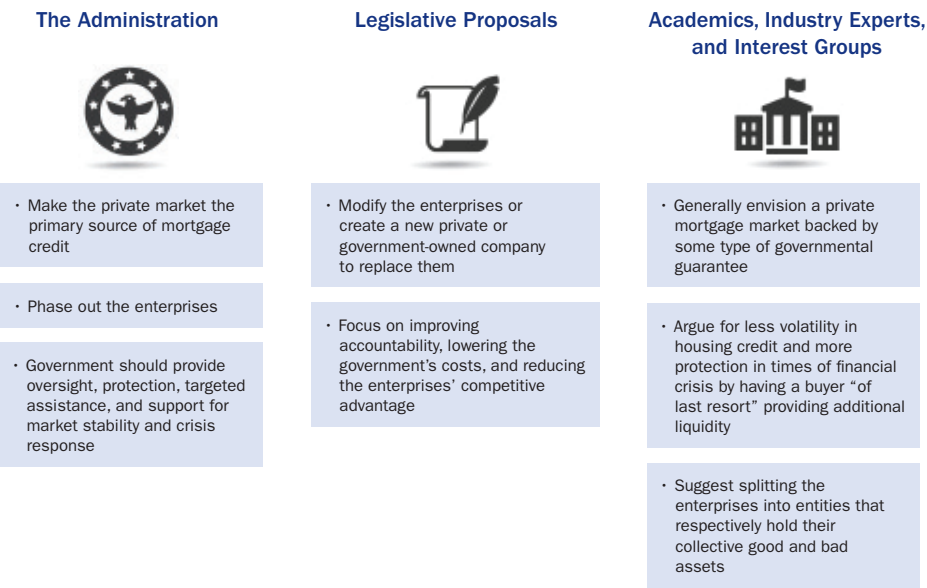 The Administration
• Make the private market the
primary source of mortgage
credit
• Phase out the enterprises
• Government should provide
oversight, protection, targeted
assistance, and support for
market stability and crisis
response
Legislative Proposals
• Modify the enterprises or
create a new private or
government-owned company
to replace them
• Focus on improving
accountability, lowering the
government’s costs, and reducing
the enterprises’ competitive
advantage
Academics, Industry Experts,
and Interest Groups
• Generally envision a private
mortgage market backed by
some type of governmental
guarantee
• Argue for less volatility in
housing credit and more
protection in times of financial
crisis by having a buyer “of
last resort” providing additional
liquidity
• Suggest splitting the
enterprises into entities that
respectively hold their
collective good and bad
assets